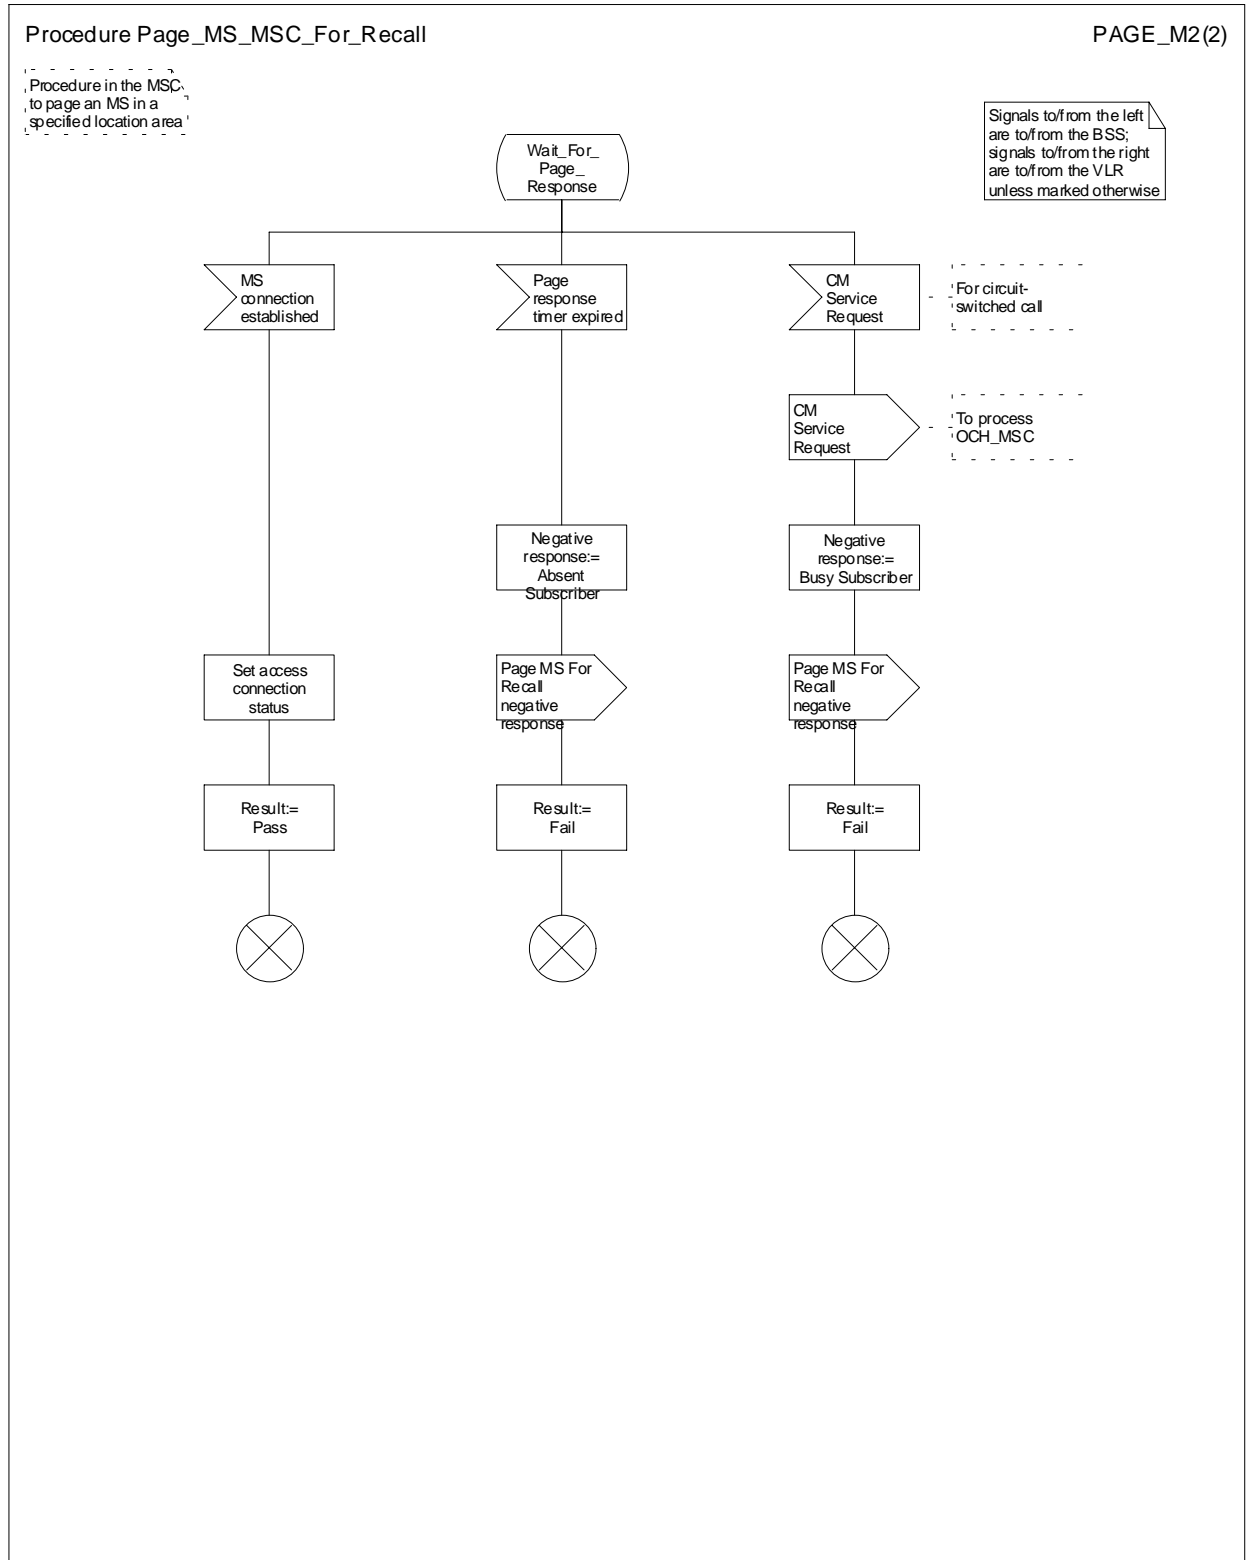 Procedure Page_MS_MSC_For_Recall
PAGE_M2(2)
Procedure in the MSC
to page an MS in a
specified location area
Signals to/from the left
are to/from the BSS;
signals to/from the right
are to/from the VLR
unless marked otherwise
Wait_For_
Page_
Response
MS
connection
established
Page
response
timer expired
CM
Service
Request
For circuit-
switched call
CM
Service
Request
To process
OCH_MSC
Negative
response:=
Absent
Subscriber
Negative
response:=
Busy Subscriber
Set access
connection
status
Page MS For
Recall
negative
response
Page MS For
Recall
negative
response
Result:=
Pass
Result:=
Fail
Result:=
Fail